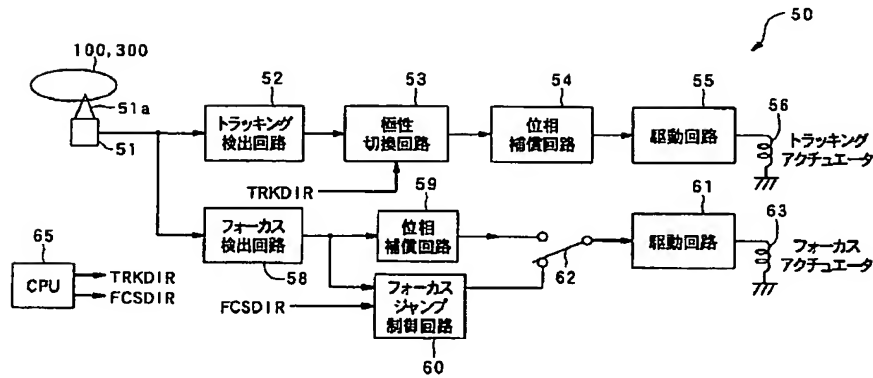 50
100,300
51a
51
52
トラッキング
検出回路
53
極性
切換回路
54
位相
補償回路
55
駆動回路
56
トラッキング
アクチュエータ
TRKDIR
58
フォーカス
検出回路
59
位相
補償回路
61
駆動回路
62
63
フォーカス
アクチュエータ
65
CPU
TRKDIR
FCSDIR
FCSDIR
フォーカス
ジャンプ
制御回路
60